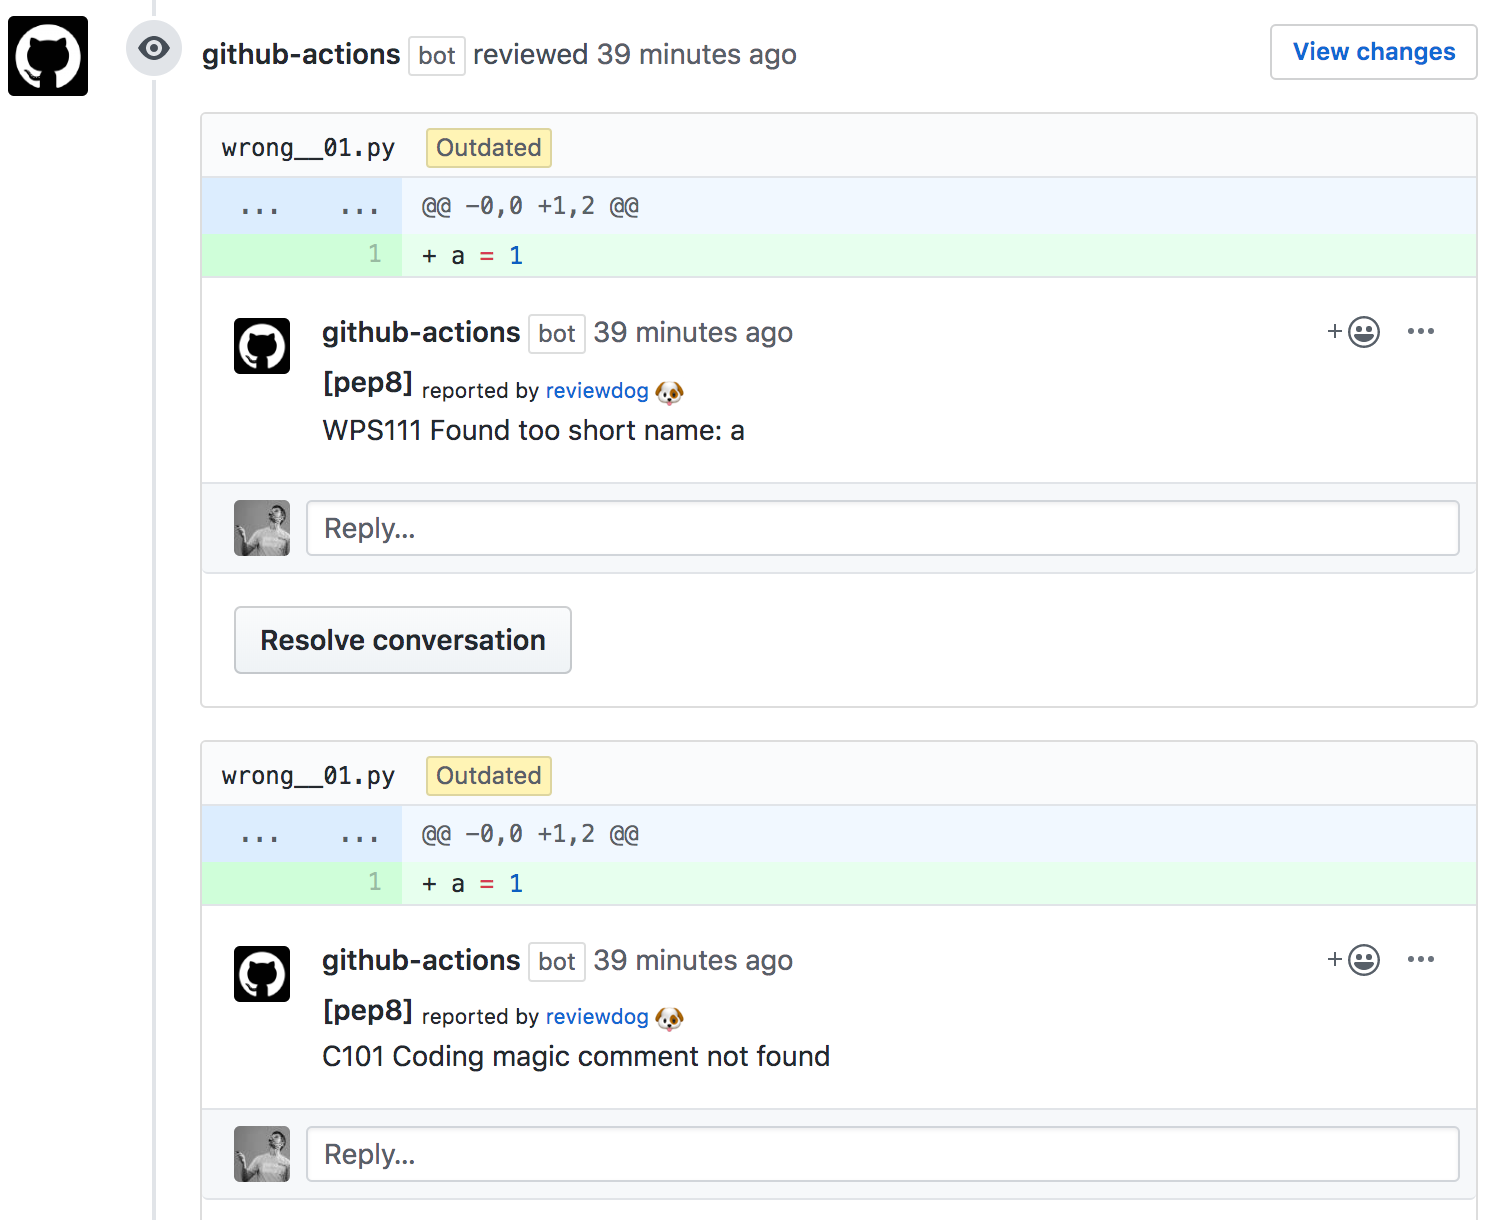 github-actions bot reviewed 39 minutes ago View changes
wrong__01.py Outdated
... ... @@ -0,0 +1,2 @@
1 + a = 1
github-actions bot 39 minutes ago
[pep8] reported by reviewdog 🐶
WPS111 Found too short name: a
Reply...
Resolve conversation
wrong__01.py Outdated
... ... @@ -0,0 +1,2 @@
1 + a = 1
github-actions bot 39 minutes ago
[pep8] reported by reviewdog 🐶
C101 Coding magic comment not found
Reply...